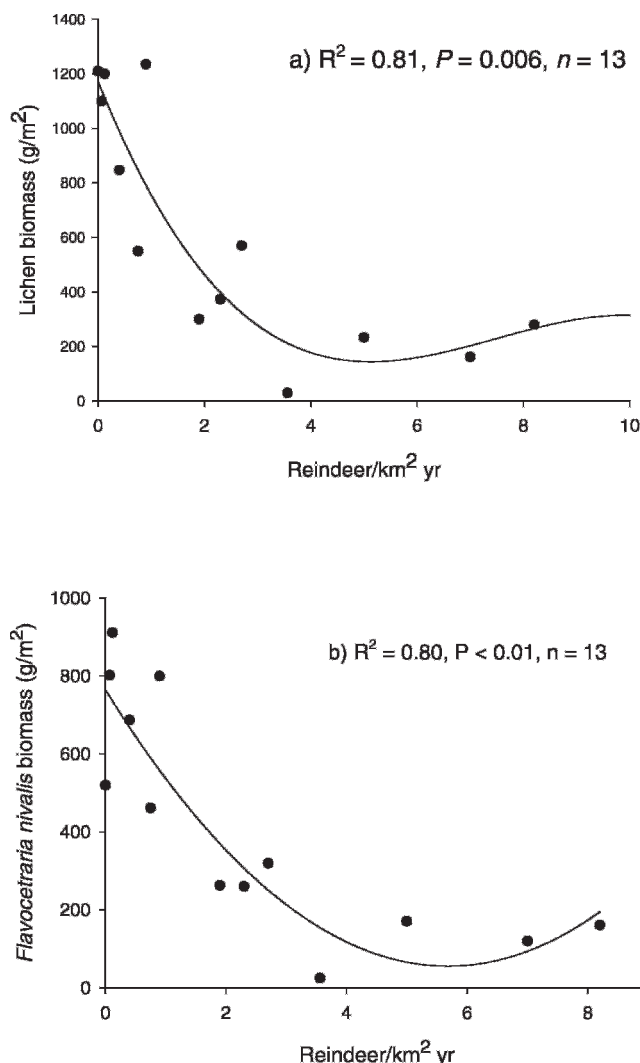 a) R² = 0.81, P = 0.006, n = 13
Lichen biomass (g/m²)
1400
1200
1000
800
600
400
200
0
0 2 4 6 8 10
Reindeer/km² yr
b) R² = 0.80, P < 0.01, n = 13
Flavocetraria nivalis biomass (g/m²)
1000
800
600
400
200
0
0 2 4 6 8
Reindeer/km² yr